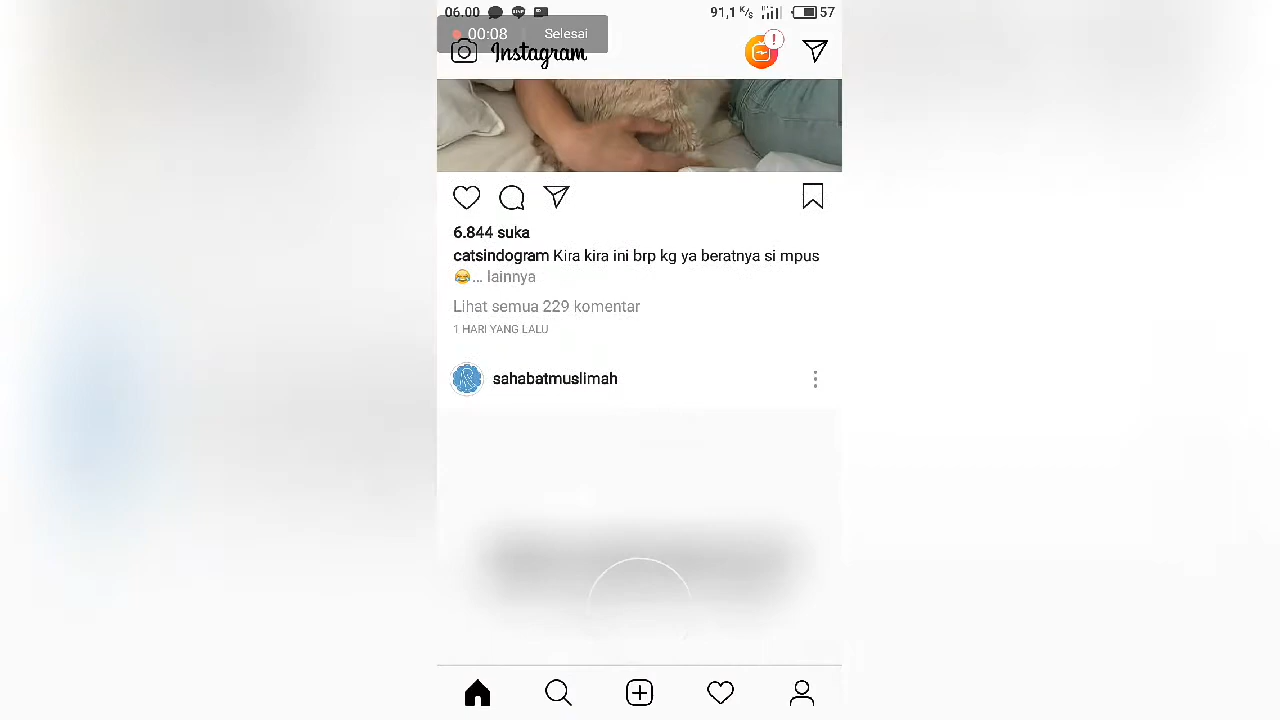 06.00 91,1 K/s 57
00:08 Selesai
Instagram
6.844 suka
catsindogram Kira kira ini brp kg ya beratnya si mpus
😂... lainnya
Lihat semua 229 komentar
1 HARI YANG LALU
sahabatmuslimah